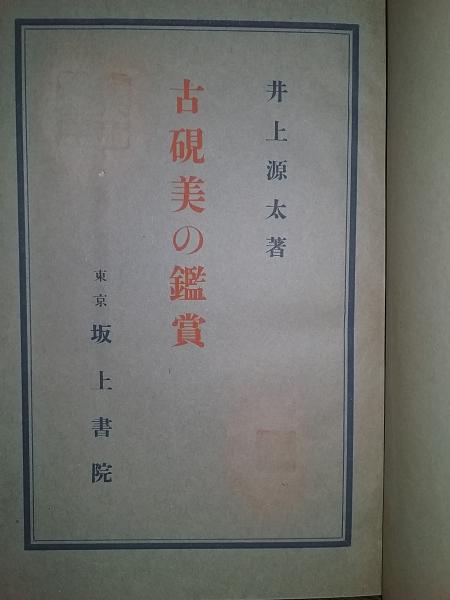 井上源太著
古硯美の鑑賞
東京 坂上書院